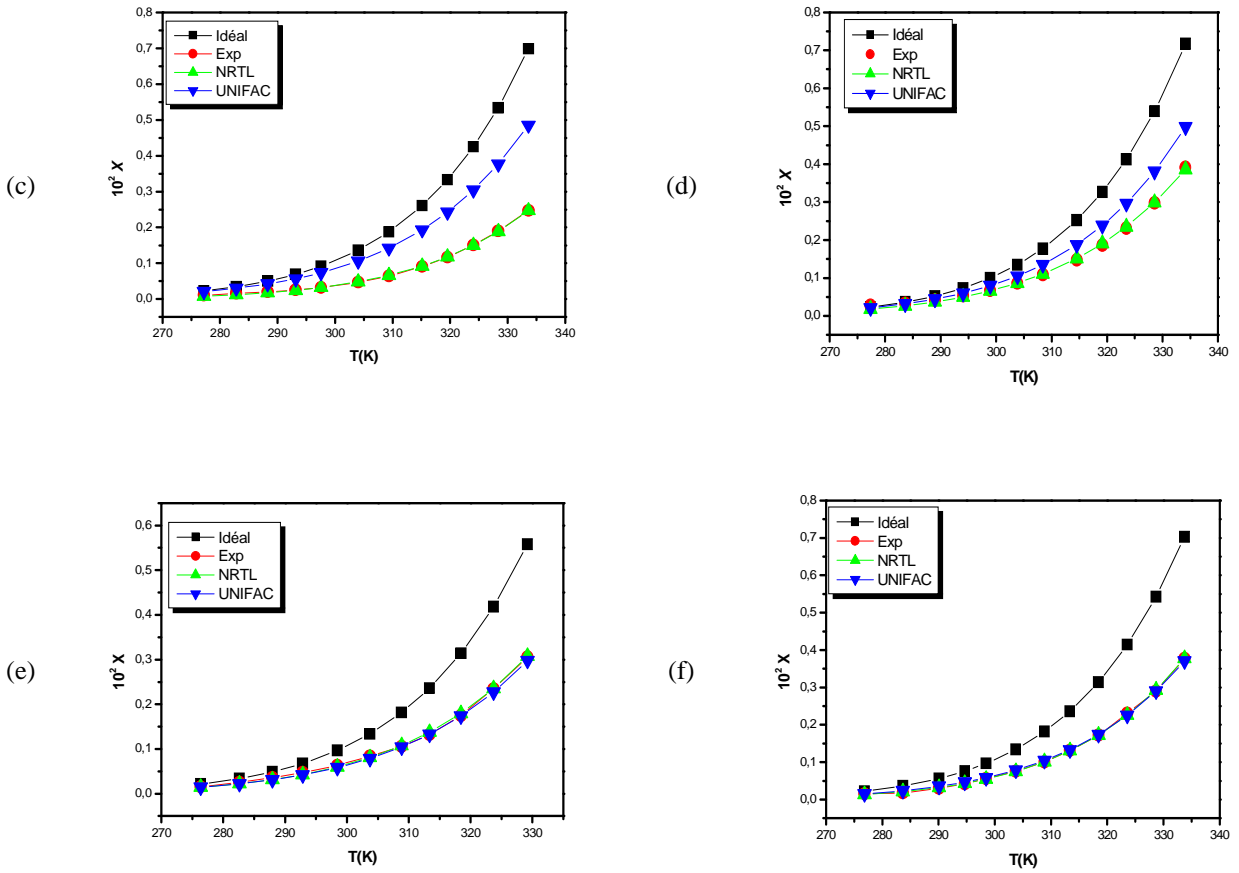 (c)
Idéal
Exp
NRTL
UNIFAC
0,8
0,7
0,6
0,5
0,4
0,3
0,2
0,1
0,0
10² X
270 280 290 300 310 320 330 340
T(K)
(d)
Idéal
Exp
NRTL
UNIFAC
0,8
0,7
0,6
0,5
0,4
0,3
0,2
0,1
0,0
10² X
270 280 290 300 310 320 330 340
T(K)
(e)
Idéal
Exp
NRTL
UNIFAC
0,6
0,5
0,4
0,3
0,2
0,1
0,0
10² X
280 290 300 310 320 330
T(K)
(f)
Idéal
Exp
NRTL
UNIFAC
0,8
0,7
0,6
0,5
0,4
0,3
0,2
0,1
0,0
10² X
270 280 290 300 310 320 330 340
T(K)